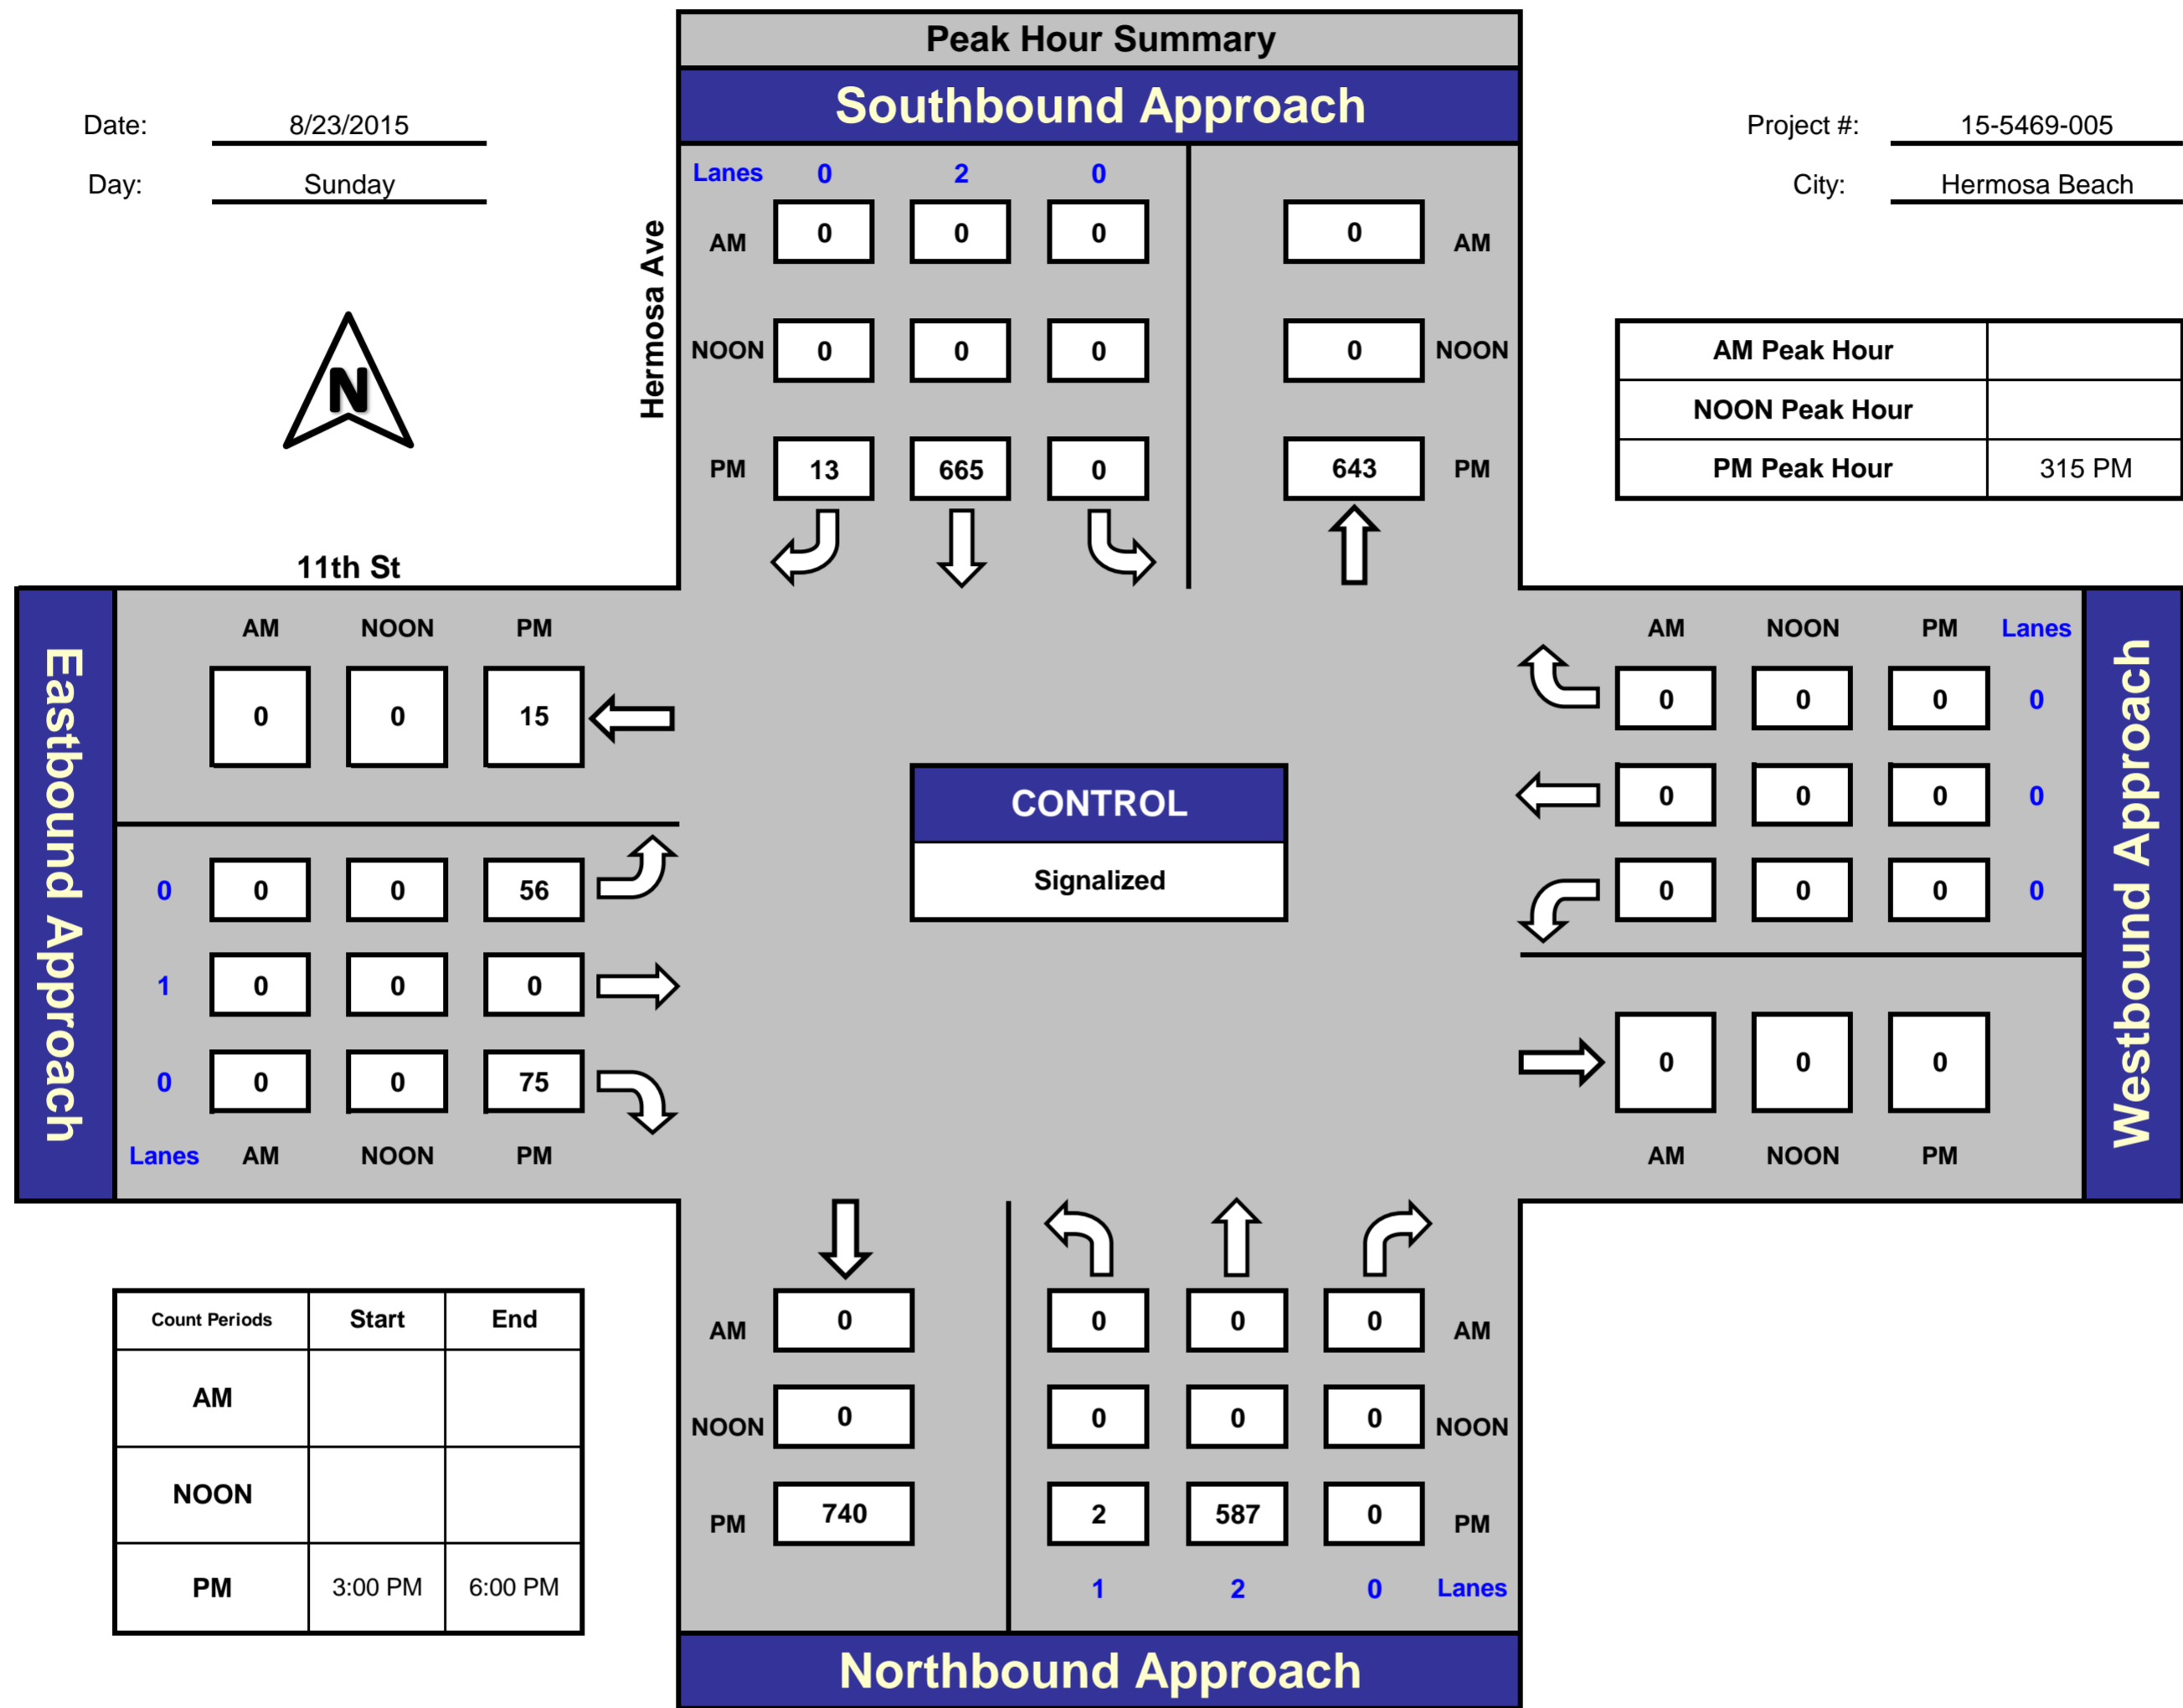 Peak Hour Summary
Southbound Approach
Date: 8/23/2015
Project #: 15-5469-005
Day: Sunday
City: Hermosa Beach
Hermosa Ave
Lanes 0 2 0
AM 0 0 0 0 AM
NOON 0 0 0 0 NOON
PM 13 665 0 643 PM
N
AM Peak Hour
NOON Peak Hour
PM Peak Hour 315 PM
11th St
Eastbound Approach
AM NOON PM
0 0 15
0 0 0 56
1 0 0 0
0 0 0 75
Lanes AM NOON PM
CONTROL
Signalized
AM NOON PM Lanes
0 0 0 0
0 0 0 0
0 0 0 0
0 0 0
AM NOON PM
Westbound Approach
Count Periods Start End
AM
NOON
PM 3:00 PM 6:00 PM
AM 0 0 0 0 AM
NOON 0 0 0 0 NOON
PM 740 2 587 0 PM
1 2 0 Lanes
Northbound Approach